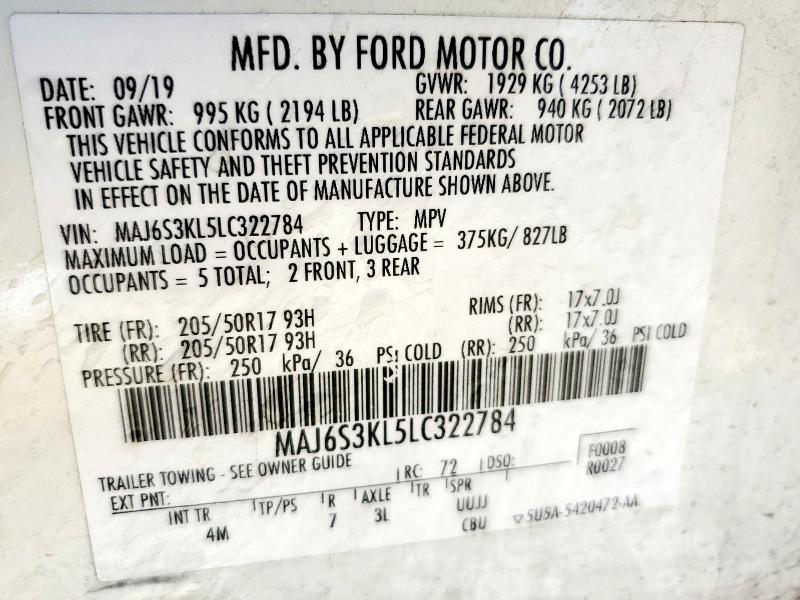 MFD. BY FORD MOTOR CO.
DATE: 09/19 GVWR: 1929 KG ( 4253 LB)
FRONT GAWR: 995 KG ( 2194 LB) REAR GAWR: 940 KG ( 2072 LB)
THIS VEHICLE CONFORMS TO ALL APPLICABLE FEDERAL MOTOR
VEHICLE SAFETY AND THEFT PREVENTION STANDARDS
IN EFFECT ON THE DATE OF MANUFACTURE SHOWN ABOVE.
VIN: MAJ6S3KL5LC322784 TYPE: MPV
MAXIMUM LOAD = OCCUPANTS + LUGGAGE = 375KG/ 827LB
OCCUPANTS = 5 TOTAL; 2 FRONT, 3 REAR
TIRE (FR): 205/50R17 93H RIMS (FR): 17x7.0J
(RR): 205/50R17 93H (RR): 17x7.0J
PRESSURE (FR): 250 kPa/ 36 PSI COLD (RR): 250 kPa/ 36 PSI COLD
MAJ6S3KL5LC322784
TRAILER TOWING - SEE OWNER GUIDE
EXT PNT: RC: 72 DSO: F0008
R0027
INT TR TP/PS R AXLE TR SPR
4M 7 3L UUJJ
CBU 5U5A-5420472-AA